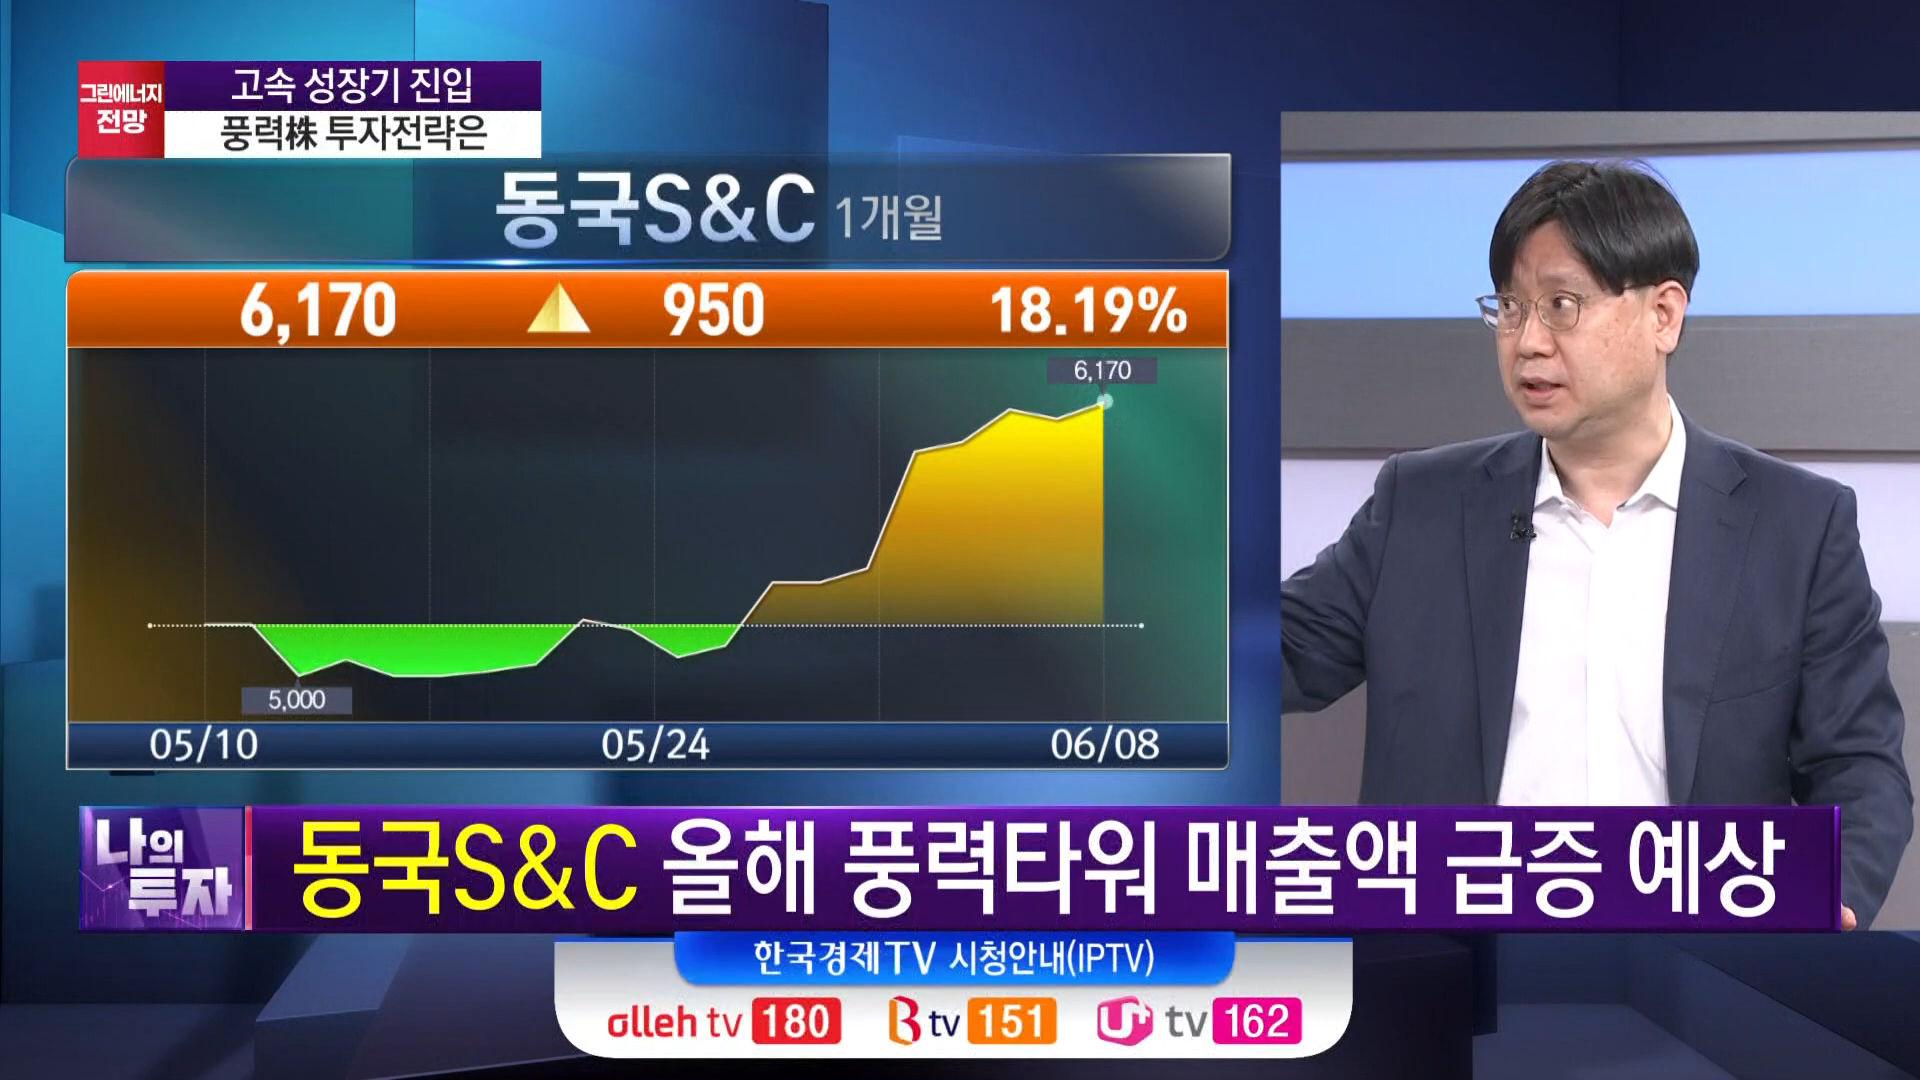 그린에너지
전망
고속 성장기 진입
풍력株 투자전략은
동국S&C 1개월
6,170 ▲ 950 18.19%
6,170
5,000
05/10 05/24 06/08
나의
투자
동국S&C 올해 풍력타워 매출액 급증 예상
한국경제TV 시청안내(IPTV)
olleh tv 180 B tv 151 U+ tv 162